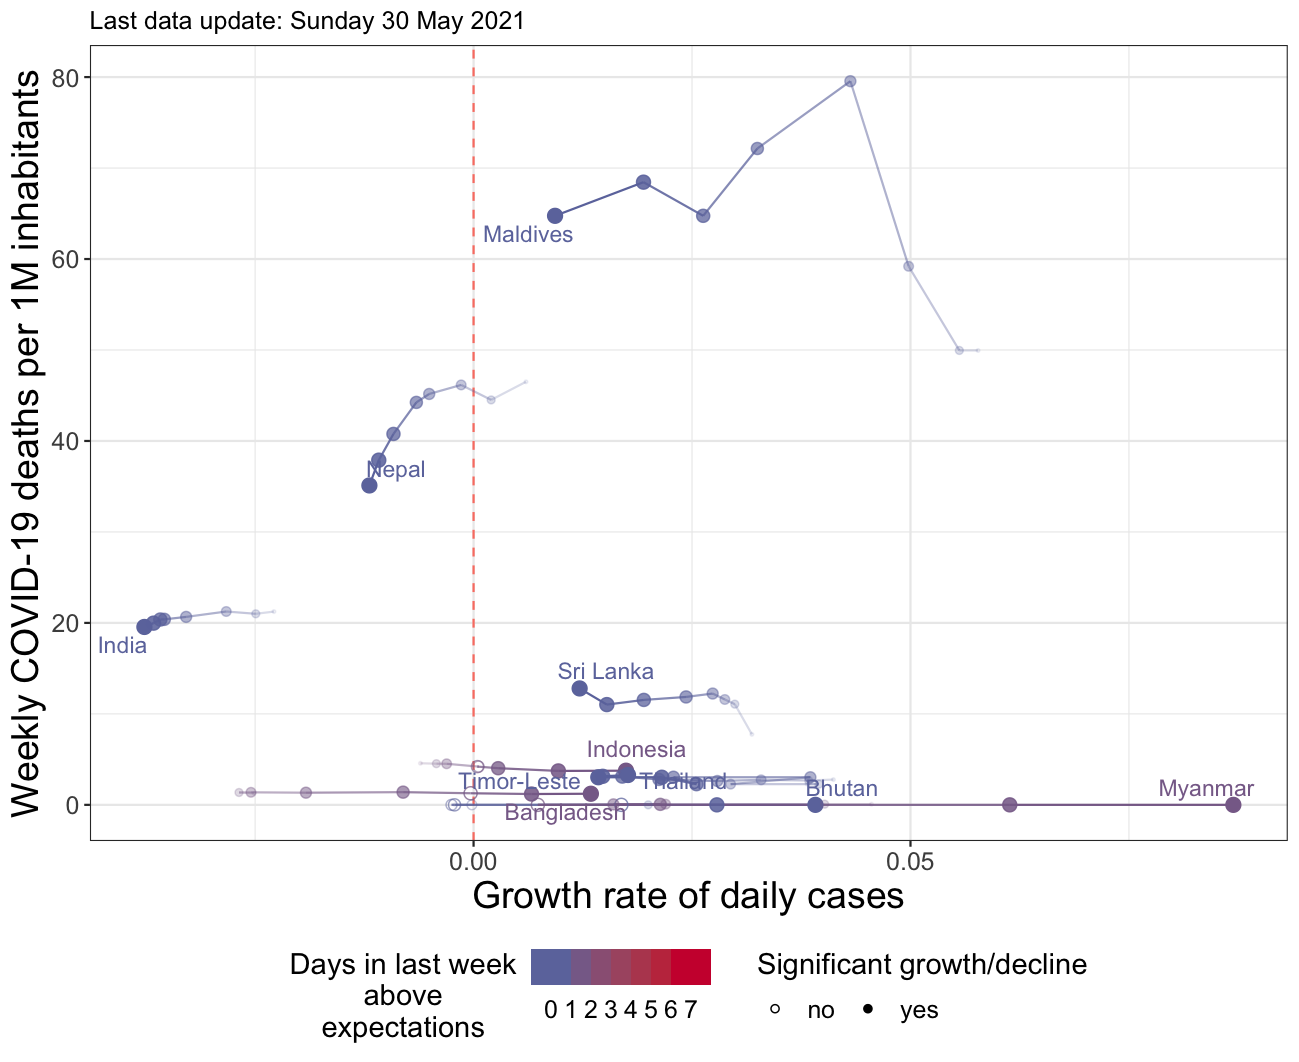 Last data update: Sunday 30 May 2021
Weekly COVID-19 deaths per 1M inhabitants
80
60
40
20
0
Maldives
Nepal
India
Sri Lanka
Indonesia
Timor-Leste
Thailand
Bhutan
Myanmar
Bangladesh
0.00
0.05
Growth rate of daily cases
Days in last week
above
expectations
0 1 2 3 4 5 6 7
Significant growth/decline
no
yes